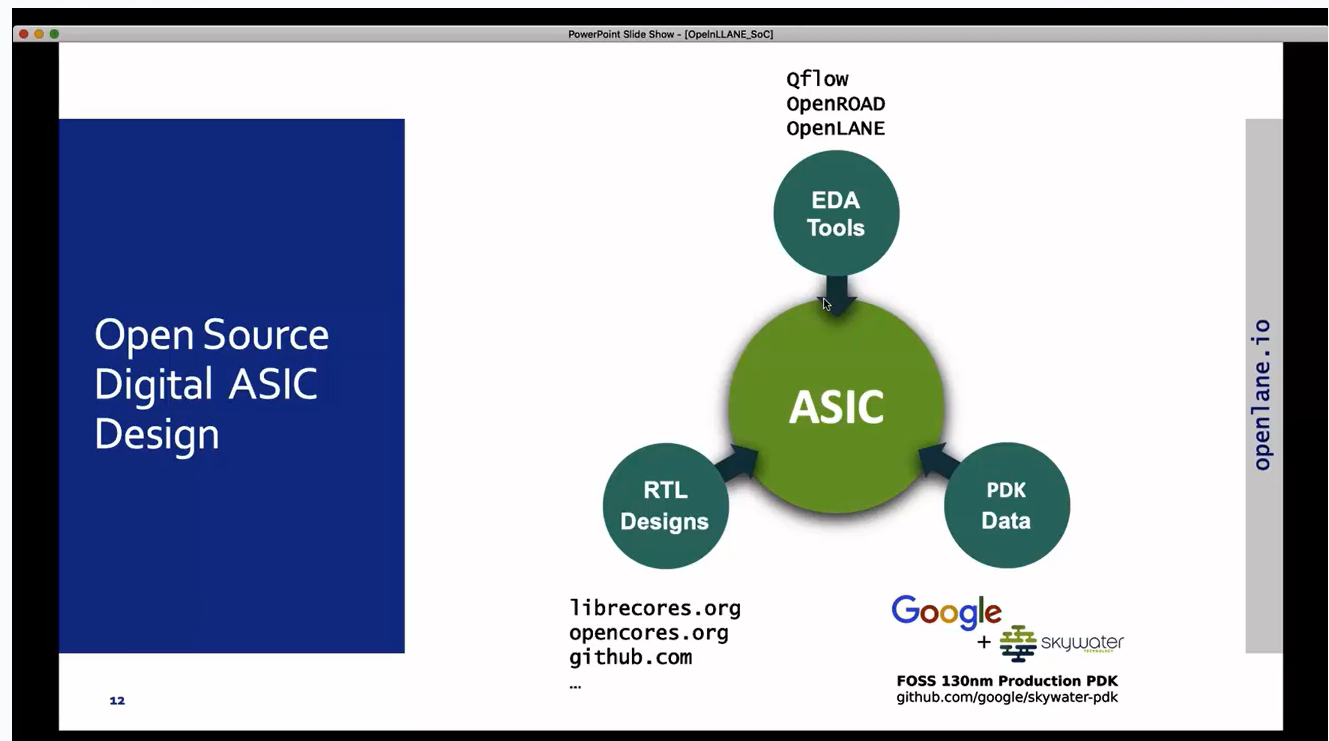 PowerPoint Slide Show - [OpeInLLANE_SoC]
Qflow
OpenROAD
OpenLANE
EDA
Tools
Open Source
Digital ASIC
Design
ASIC
RTL
Designs
PDK
Data
librecores.org
opencores.org
github.com
...
Google
+ skywater
TECHNOLOGY
FOSS 130nm Production PDK
github.com/google/skywater-pdk
openlane.io
12